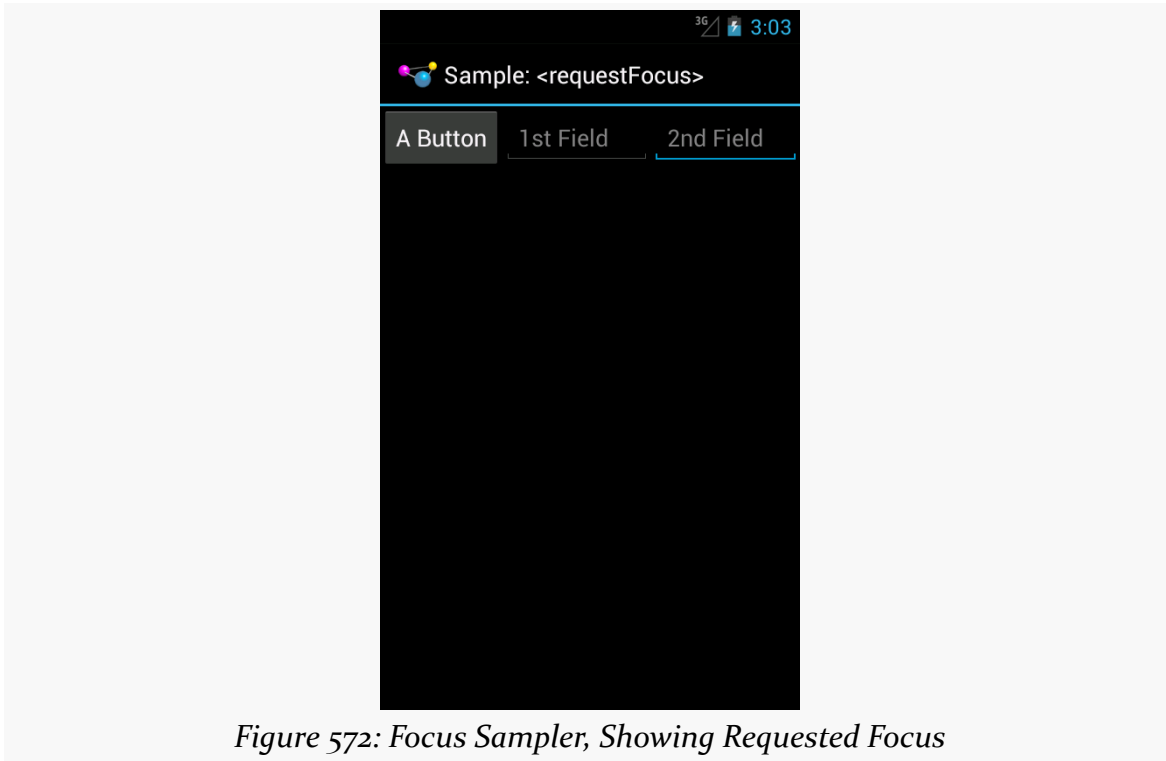 3G 3:03
Sample: <requestFocus>
A Button 1st Field 2nd Field
Figure 572: Focus Sampler, Showing Requested Focus